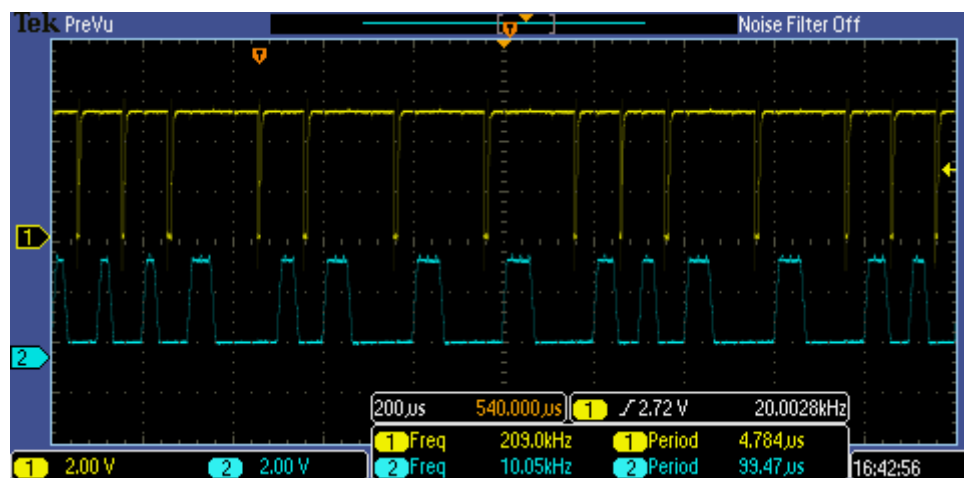 Tek PreVu Noise Filter Off
T
T
1
2
200µs 540.000µs 1 2.72 V 20.0028kHz
1 Freq 209.0kHz 1 Period 4.784µs
2 Freq 10.05kHz 2 Period 99.47µs
1 2.00 V 2 2.00 V 16:42:56